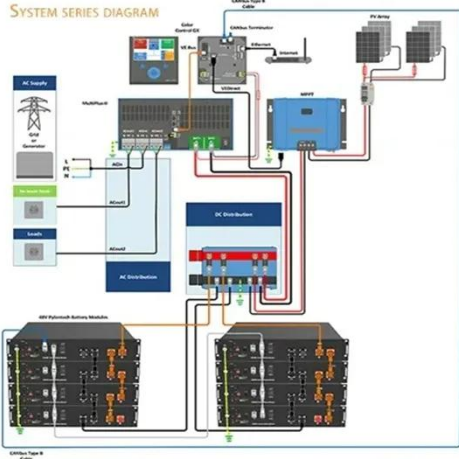 SYSTEM SERIES DIAGRAM
CANbus Type B
Cable
Color
Control GX
CANbus Terminator
Ethernet
Internet
VE Bus
VE Direct
PV Array
AC Supply
Grid
or
Generator
MultiPlus-II
MPPT
L
PE
N
ACin
ACout1
ACout2
Loads
AC Distribution
DC Distribution
48V Pylontech Battery Modules
CANbus Type B
Cable